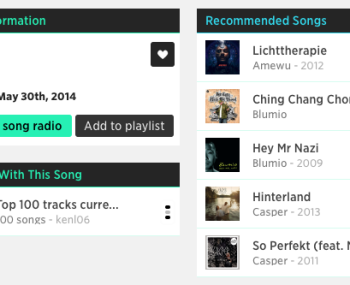 ormation
May 30th, 2014
song radio
Add to playlist
With This Song
Top 100 tracks curre...
00 songs - kenl06
Recommended Songs
Lichttherapie
Amewu - 2012
Ching Chang Cho
Blumio
Hey Mr Nazi
Blumio - 2009
Hinterland
Casper - 2013
So Perfekt (feat. M
Casper - 2011